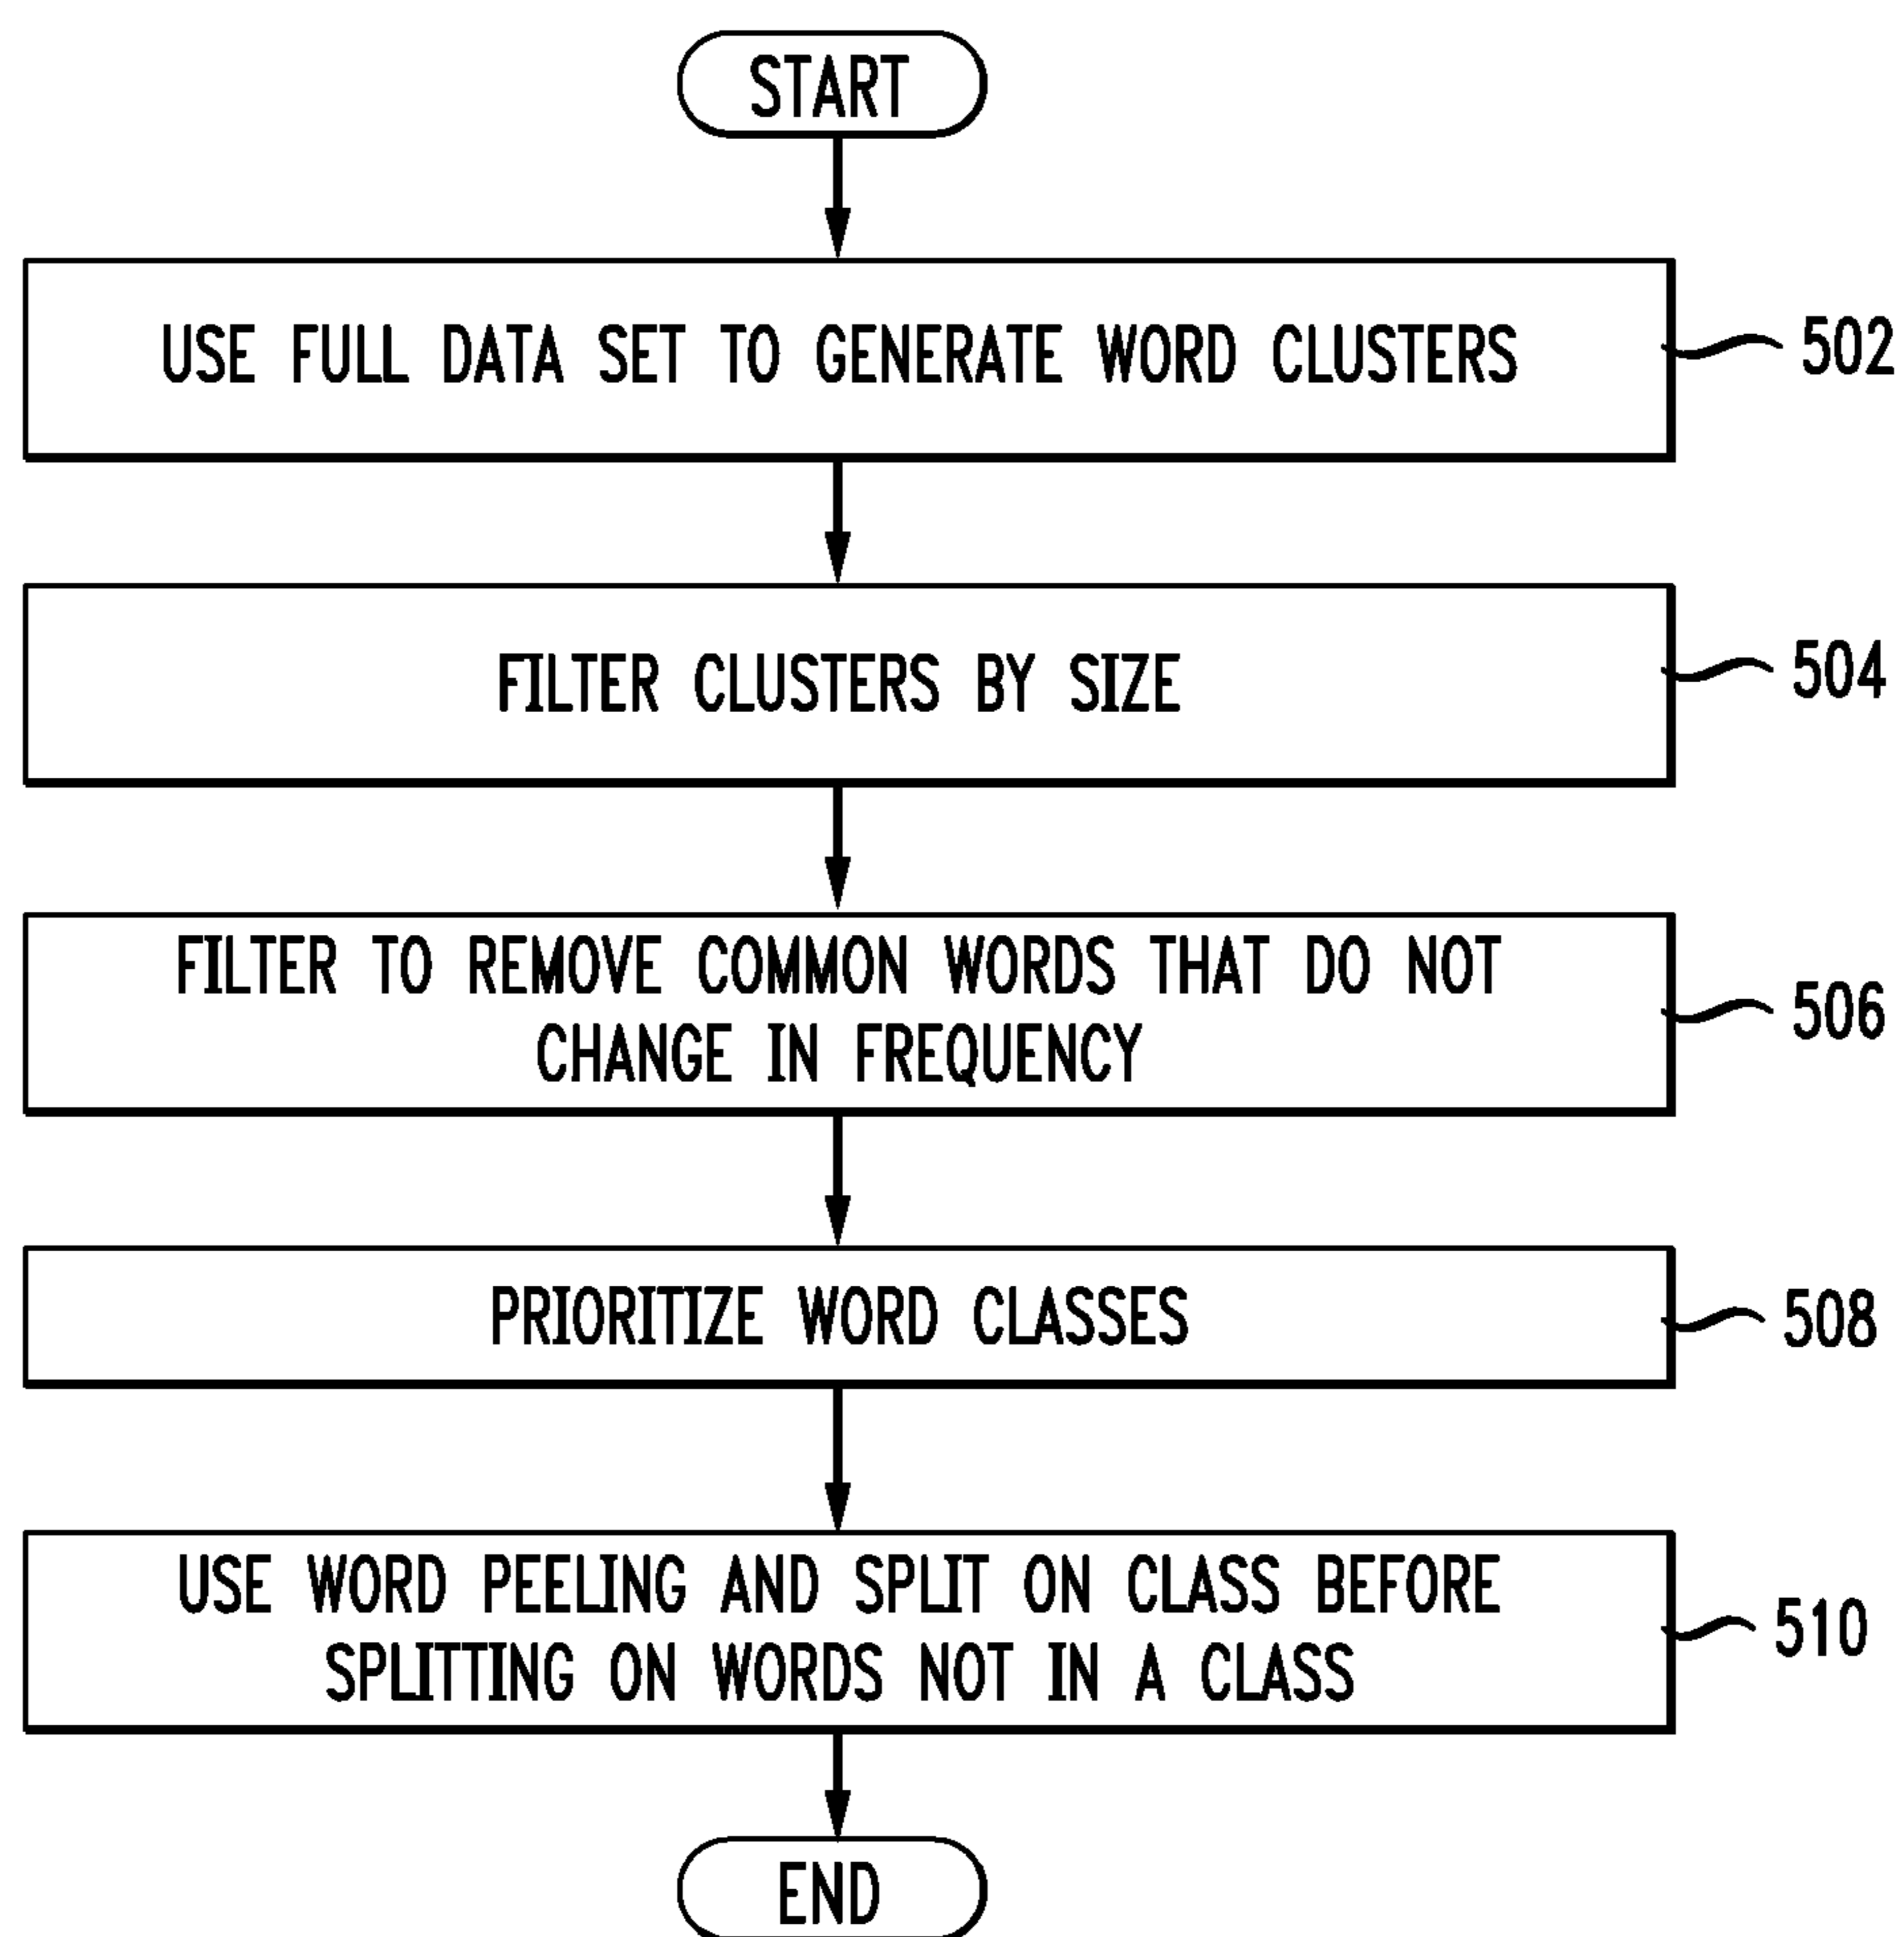 START
USE FULL DATA SET TO GENERATE WORD CLUSTERS
502
FILTER CLUSTERS BY SIZE
504
FILTER TO REMOVE COMMON WORDS THAT DO NOT
CHANGE IN FREQUENCY
506
PRIORITIZE WORD CLASSES
508
USE WORD PEELING AND SPLIT ON CLASS BEFORE
SPLITTING ON WORDS NOT IN A CLASS
510
END